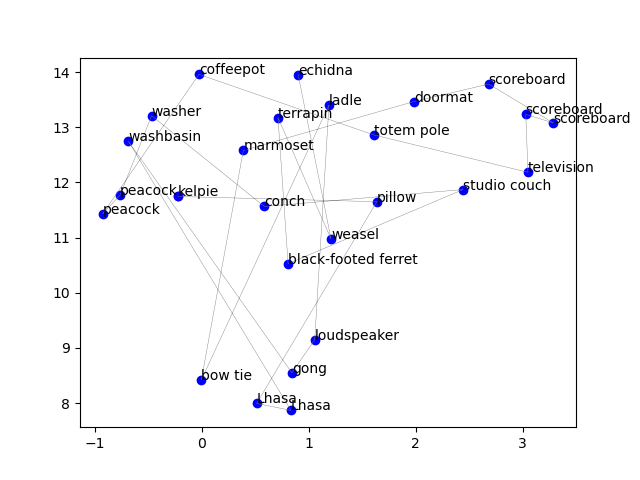 14
coffeepot
echidna
scoreboard
ladle
doormat
washer
terrapin
scoreboard
scoreboard
13
totem pole
washbasin
marmoset
television
12
peacock
kelpie
studio couch
pillow
conch
peacock
11
weasel
black-footed ferret
10
loudspeaker
9
gong
bow tie
Lhasa
Lhasa
8
−1
0
1
2
3